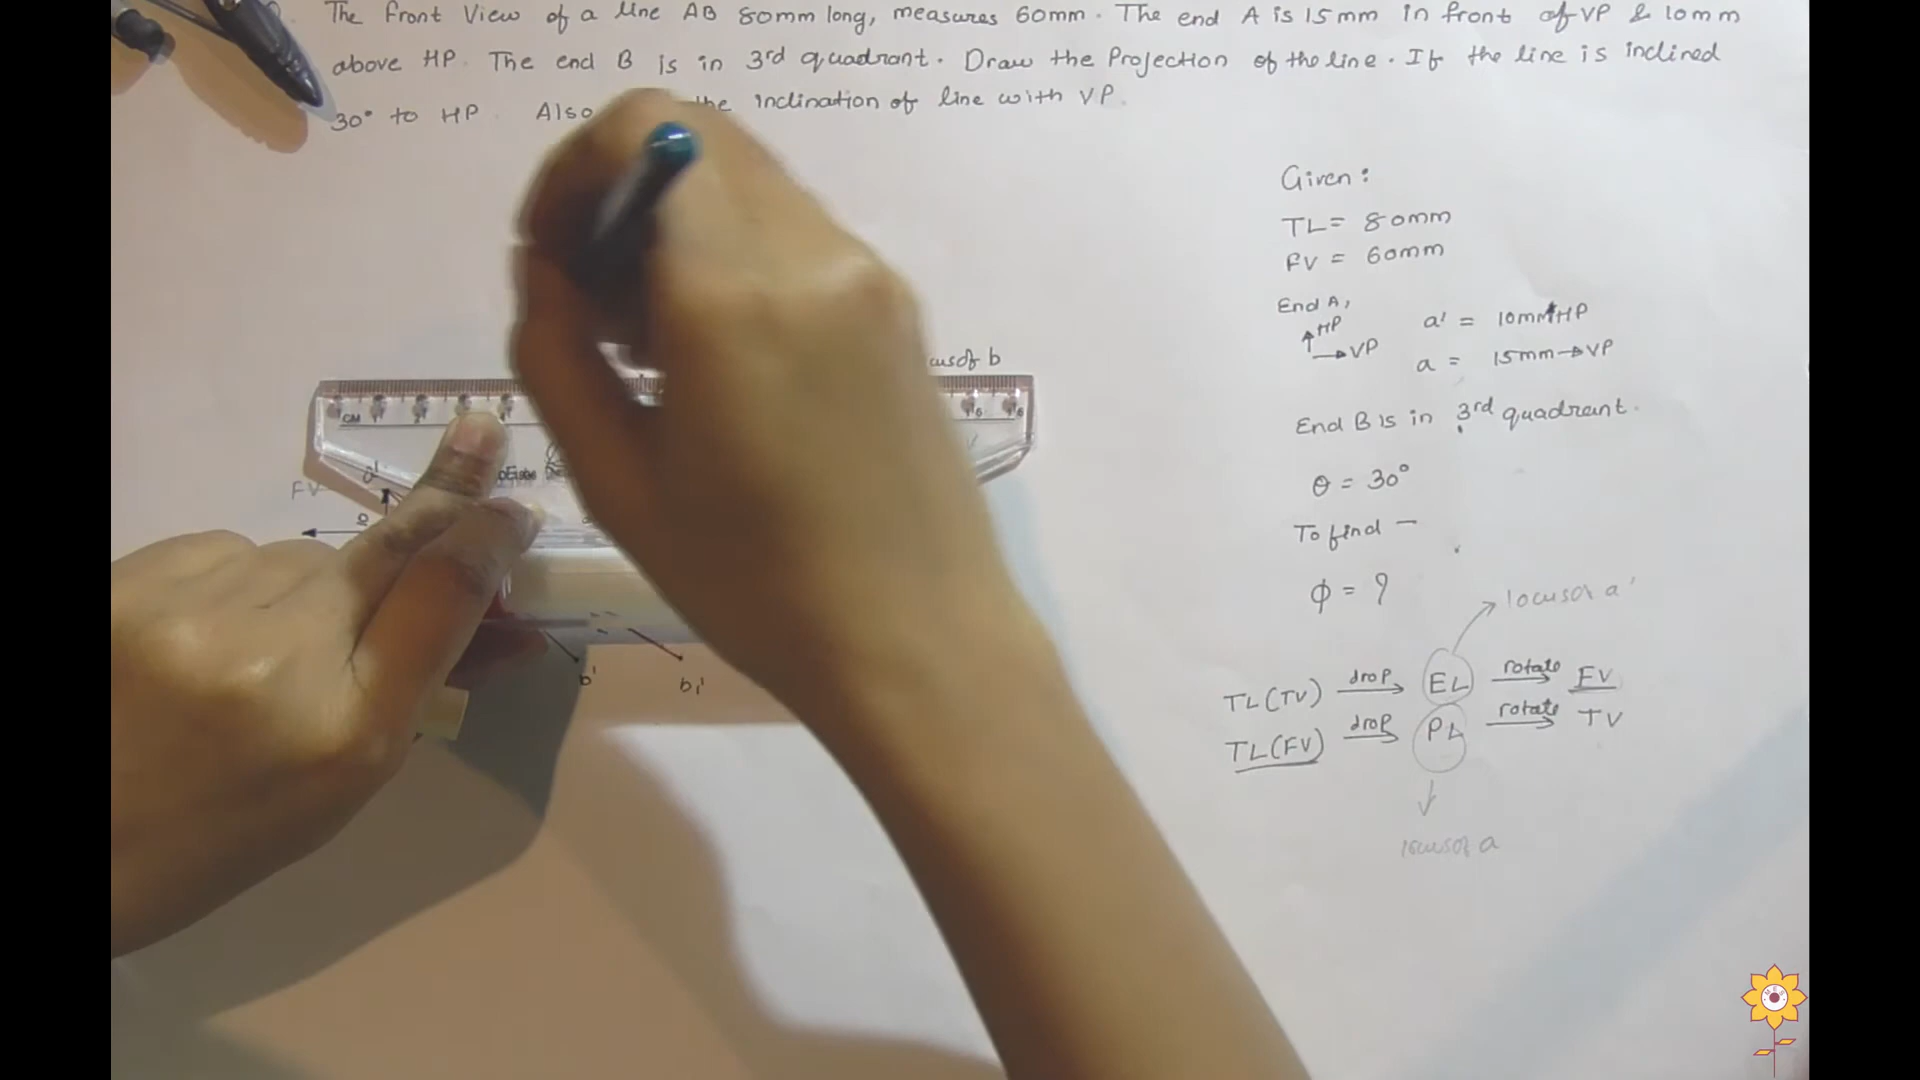 The front View of a line AB 80mm long, measures 60mm. The end A is 15mm in front of VP & 10mm
above HP. The end B is in 3rd quadrant. Draw the Projection of the line. If the line is inclined
30° to HP. Also the inclination of line with VP.
Given:
TL = 80mm
FV = 60mm
End A,
↑HP
→VP
a' = 10mm↑HP
a = 15mm→VP
End B is in 3rd quadrant.
θ = 30°
To find —
ϕ = ?
locus of a'
TL(TV) drop→ EL rotate→ FV
TL(FV) drop→ PL rotate→ TV
locus of a
of b
CM
a'
FV
10
b'
b₁'